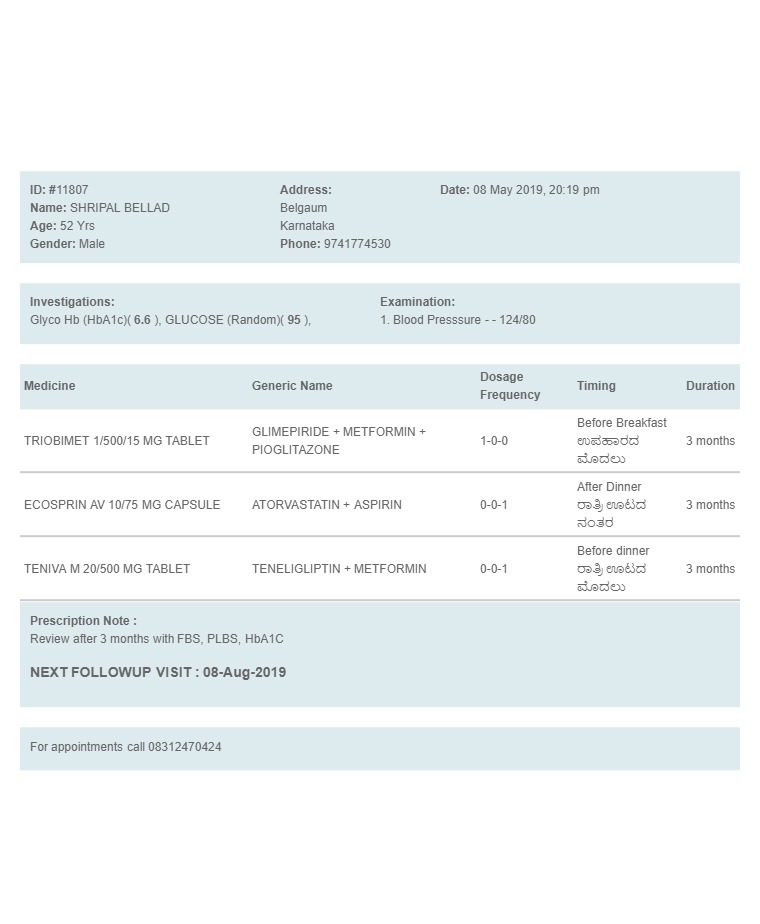 ID: #11807
Name: SHRIPAL BELLAD
Age: 52 Yrs
Gender: Male
Address:
Belgaum
Karnataka
Phone: 9741774530
Date: 08 May 2019, 20:19 pm
Investigations:
Glyco Hb (HbA1c)( 6.6 ), GLUCOSE (Random)( 95 ),
Examination:
1. Blood Presssure - - 124/80
Medicine Generic Name Dosage Frequency Timing Duration
TRIOBIMET 1/500/15 MG TABLET GLIMEPIRIDE + METFORMIN + PIOGLITAZONE 1-0-0 Before Breakfast ಉಪಹಾರದ ಮೊದಲು 3 months
ECOSPRIN AV 10/75 MG CAPSULE ATORVASTATIN + ASPIRIN 0-0-1 After Dinner ರಾತ್ರಿ ಊಟದ ನಂತರ 3 months
TENIVA M 20/500 MG TABLET TENELIGLIPTIN + METFORMIN 0-0-1 Before dinner ರಾತ್ರಿ ಊಟದ ಮೊದಲು 3 months
Prescription Note :
Review after 3 months with FBS, PLBS, HbA1C
NEXT FOLLOWUP VISIT : 08-Aug-2019
For appointments call 08312470424